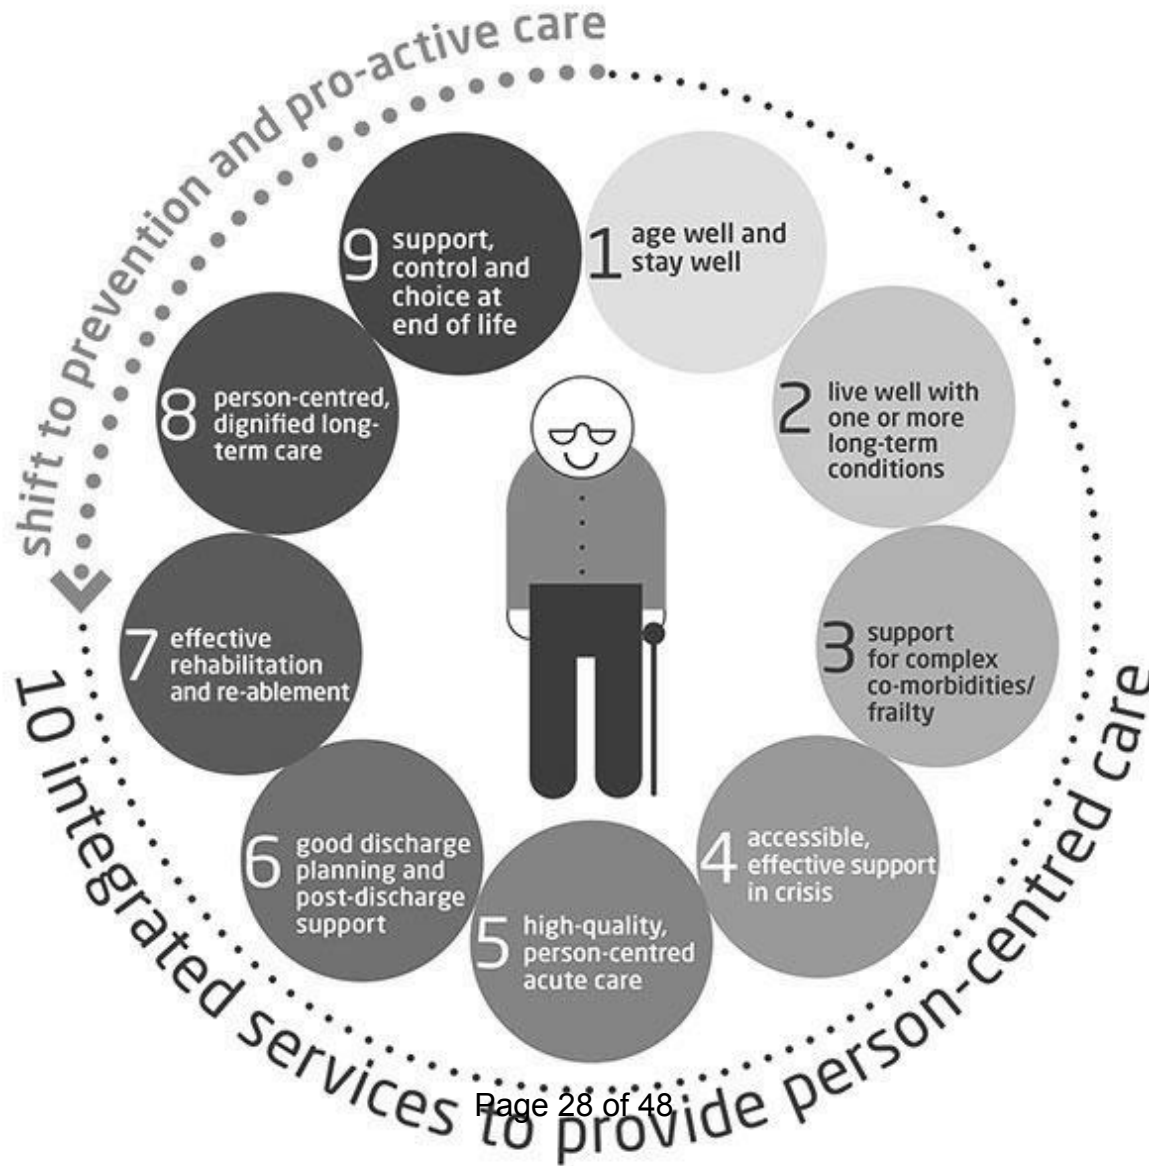 shift to prevention and pro-active care
9 support,
control and
choice at
end of life
1 age well and
stay well
8 person-centred,
dignified long-
term care
2 live well with
one or more
long-term
conditions
7 effective
rehabilitation
and re-ablement
3 support
for complex
co-morbidities/
frailty
6 good discharge
planning and
post-discharge
support
4 accessible,
effective support
in crisis
5 high-quality,
person-centred
acute care
10 integrated services to provide person-centred care
Page 28 of 48